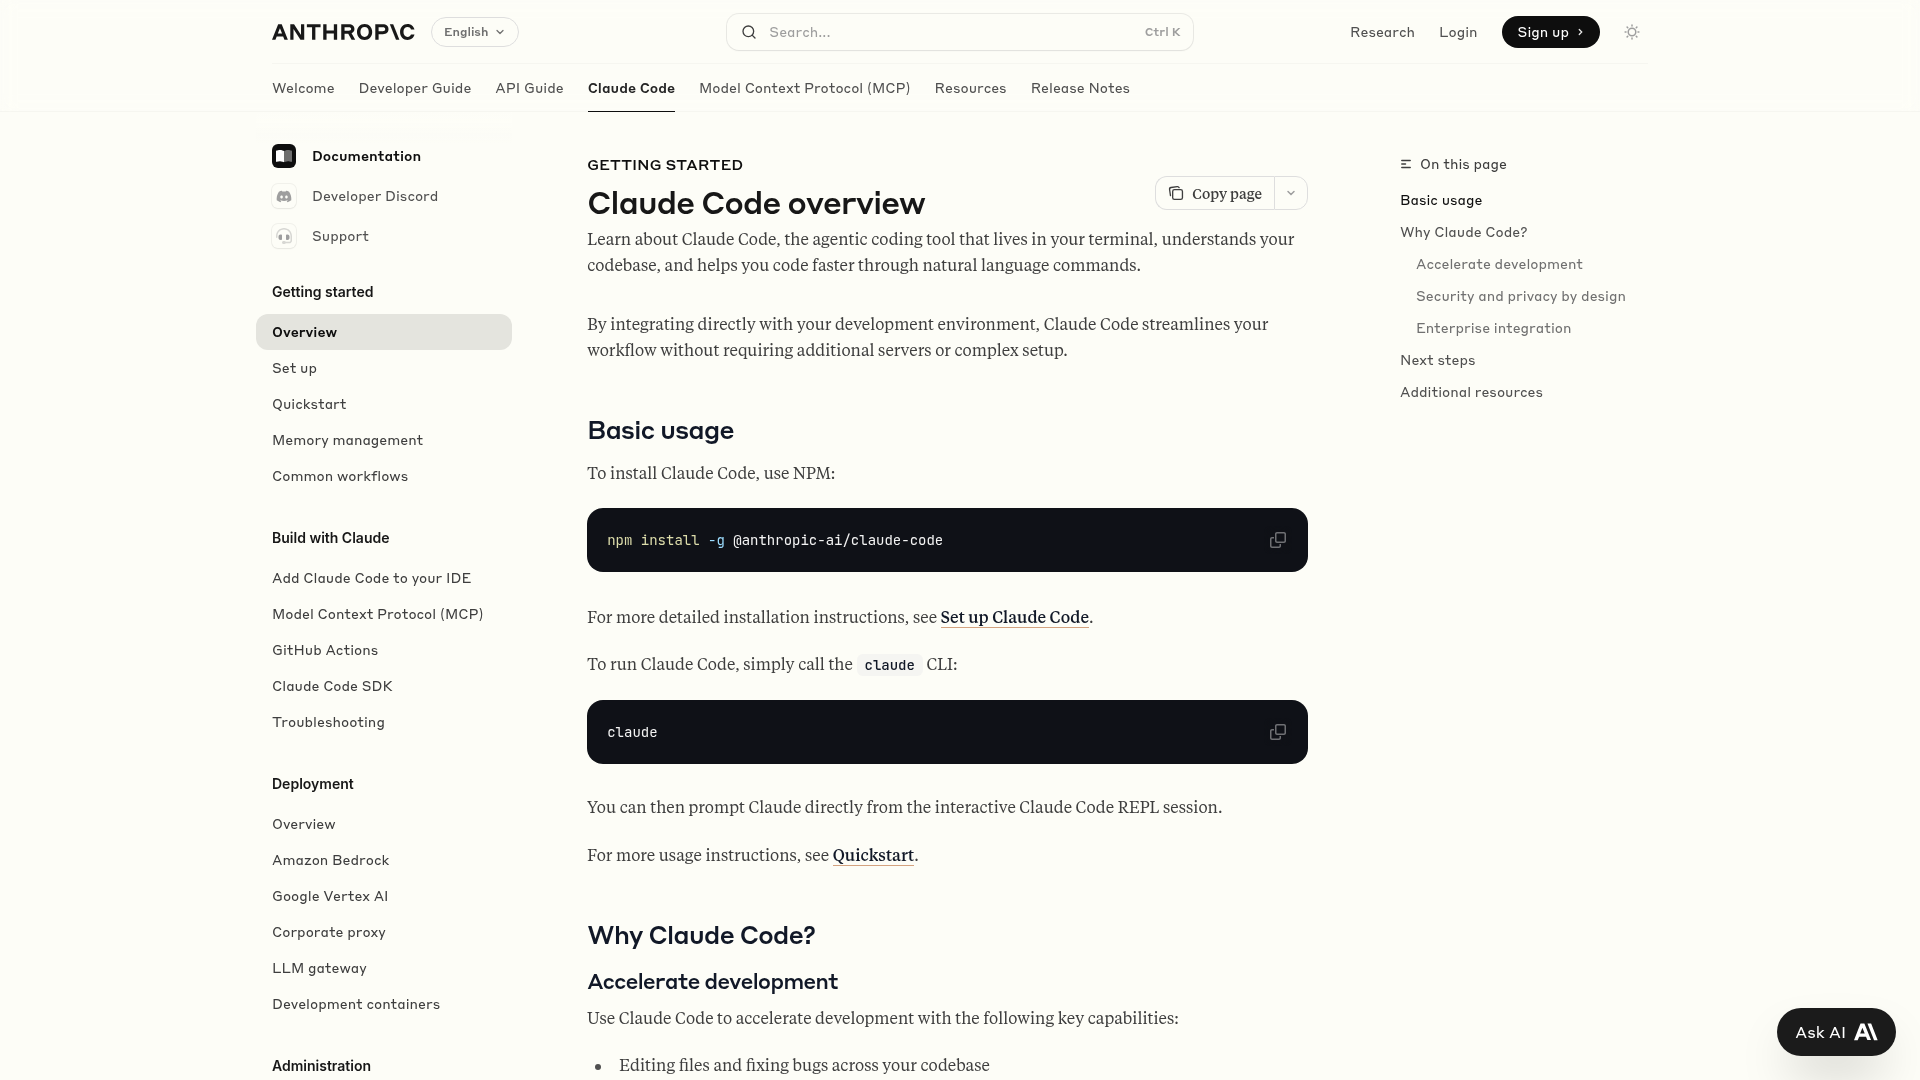 ANTHROP\C
English
Search...
Ctrl K
Research
Login
Sign up
Welcome
Developer Guide
API Guide
Claude Code
Model Context Protocol (MCP)
Resources
Release Notes
Documentation
Developer Discord
Support
Getting started
Overview
Set up
Quickstart
Memory management
Common workflows
Build with Claude
Add Claude Code to your IDE
Model Context Protocol (MCP)
GitHub Actions
Claude Code SDK
Troubleshooting
Deployment
Overview
Amazon Bedrock
Google Vertex AI
Corporate proxy
LLM gateway
Development containers
Administration
GETTING STARTED
Claude Code overview
Copy page
Learn about Claude Code, the agentic coding tool that lives in your terminal, understands your
codebase, and helps you code faster through natural language commands.
By integrating directly with your development environment, Claude Code streamlines your
workflow without requiring additional servers or complex setup.
Basic usage
To install Claude Code, use NPM:
npm install -g @anthropic-ai/claude-code
For more detailed installation instructions, see Set up Claude Code.
To run Claude Code, simply call the claude CLI:
claude
You can then prompt Claude directly from the interactive Claude Code REPL session.
For more usage instructions, see Quickstart.
Why Claude Code?
Accelerate development
Use Claude Code to accelerate development with the following key capabilities:
• Editing files and fixing bugs across your codebase
On this page
Basic usage
Why Claude Code?
Accelerate development
Security and privacy by design
Enterprise integration
Next steps
Additional resources
Ask AI